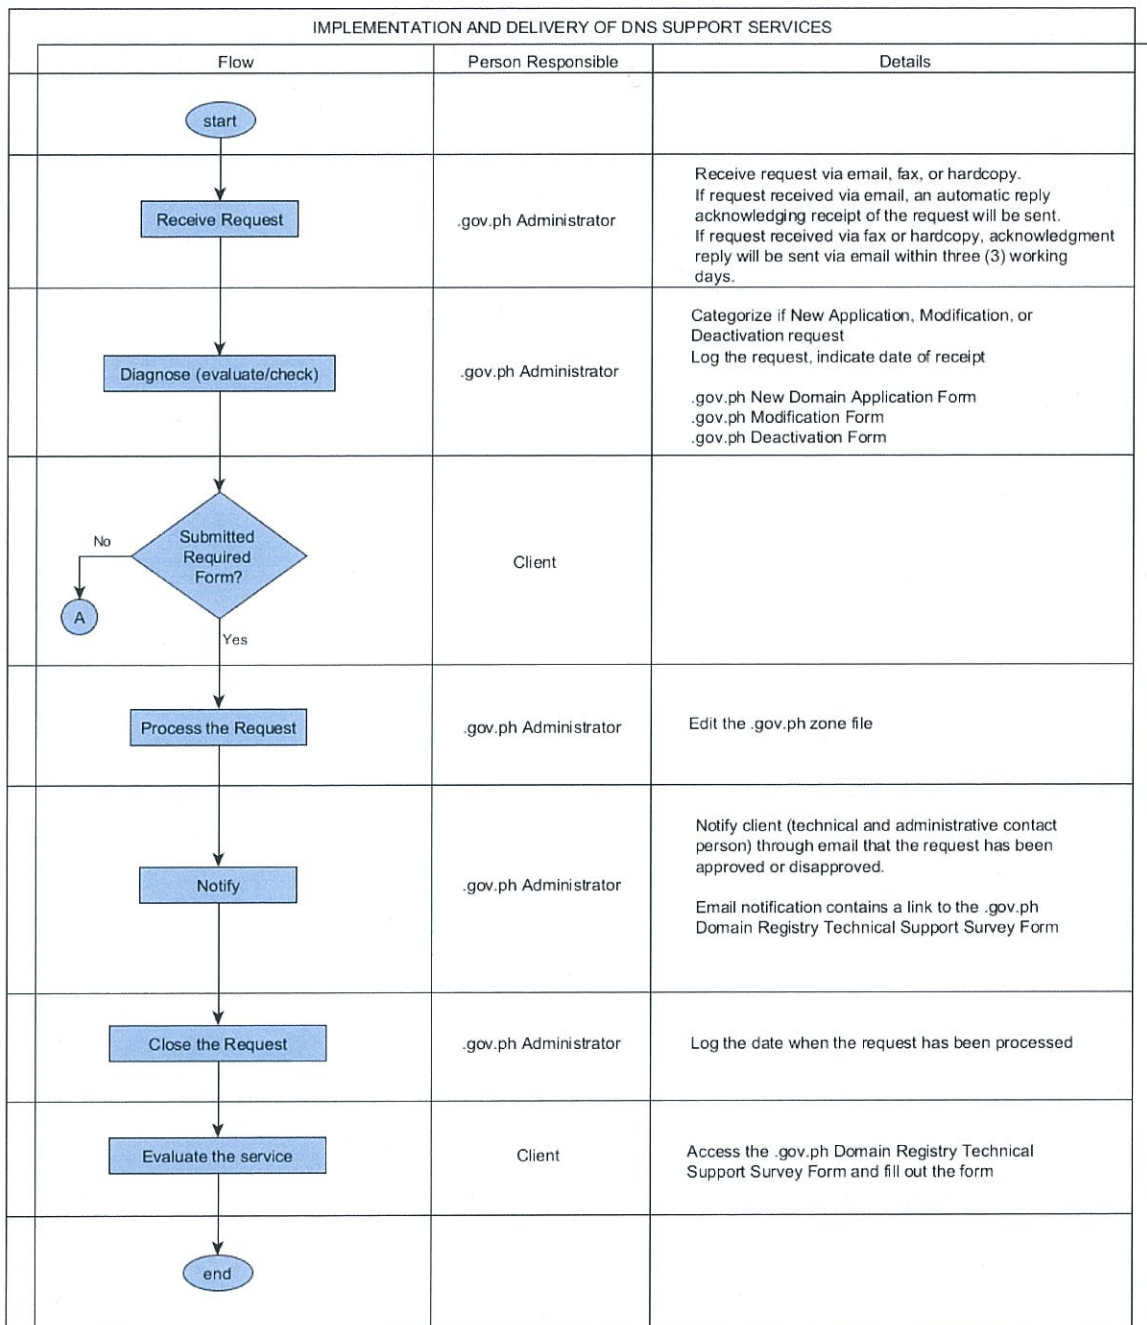 IMPLEMENTATION AND DELIVERY OF DNS SUPPORT SERVICES
Flow
Person Responsible
Details
start
Receive Request
.gov.ph Administrator
Receive request via email, fax, or hardcopy.
If request received via email, an automatic reply
acknowledging receipt of the request will be sent.
If request received via fax or hardcopy, acknowledgment
reply will be sent via email within three (3) working
days.
Diagnose (evaluate/check)
.gov.ph Administrator
Categorize if New Application, Modification, or
Deactivation request
Log the request, indicate date of receipt
.gov.ph New Domain Application Form
.gov.ph Modification Form
.gov.ph Deactivation Form
Submitted
Required
Form?
No
A
Yes
Client
Process the Request
.gov.ph Administrator
Edit the .gov.ph zone file
Notify
.gov.ph Administrator
Notify client (technical and administrative contact
person) through email that the request has been
approved or disapproved.
Email notification contains a link to the .gov.ph
Domain Registry Technical Support Survey Form
Close the Request
.gov.ph Administrator
Log the date when the request has been processed
Evaluate the service
Client
Access the .gov.ph Domain Registry Technical
Support Survey Form and fill out the form
end